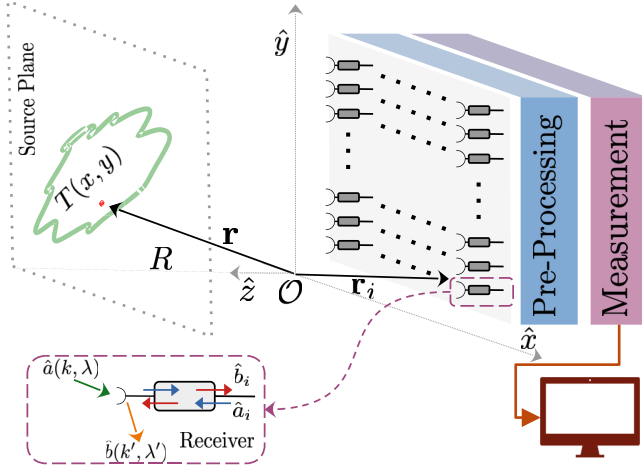 Source Plane
T(x, y)
ŷ
r
R
ẑ
𝒪
r_i
x̂
Pre-Processing
Measurement
â(k, λ)
b̂_i
â_i
Receiver
b̂(k′, λ′)